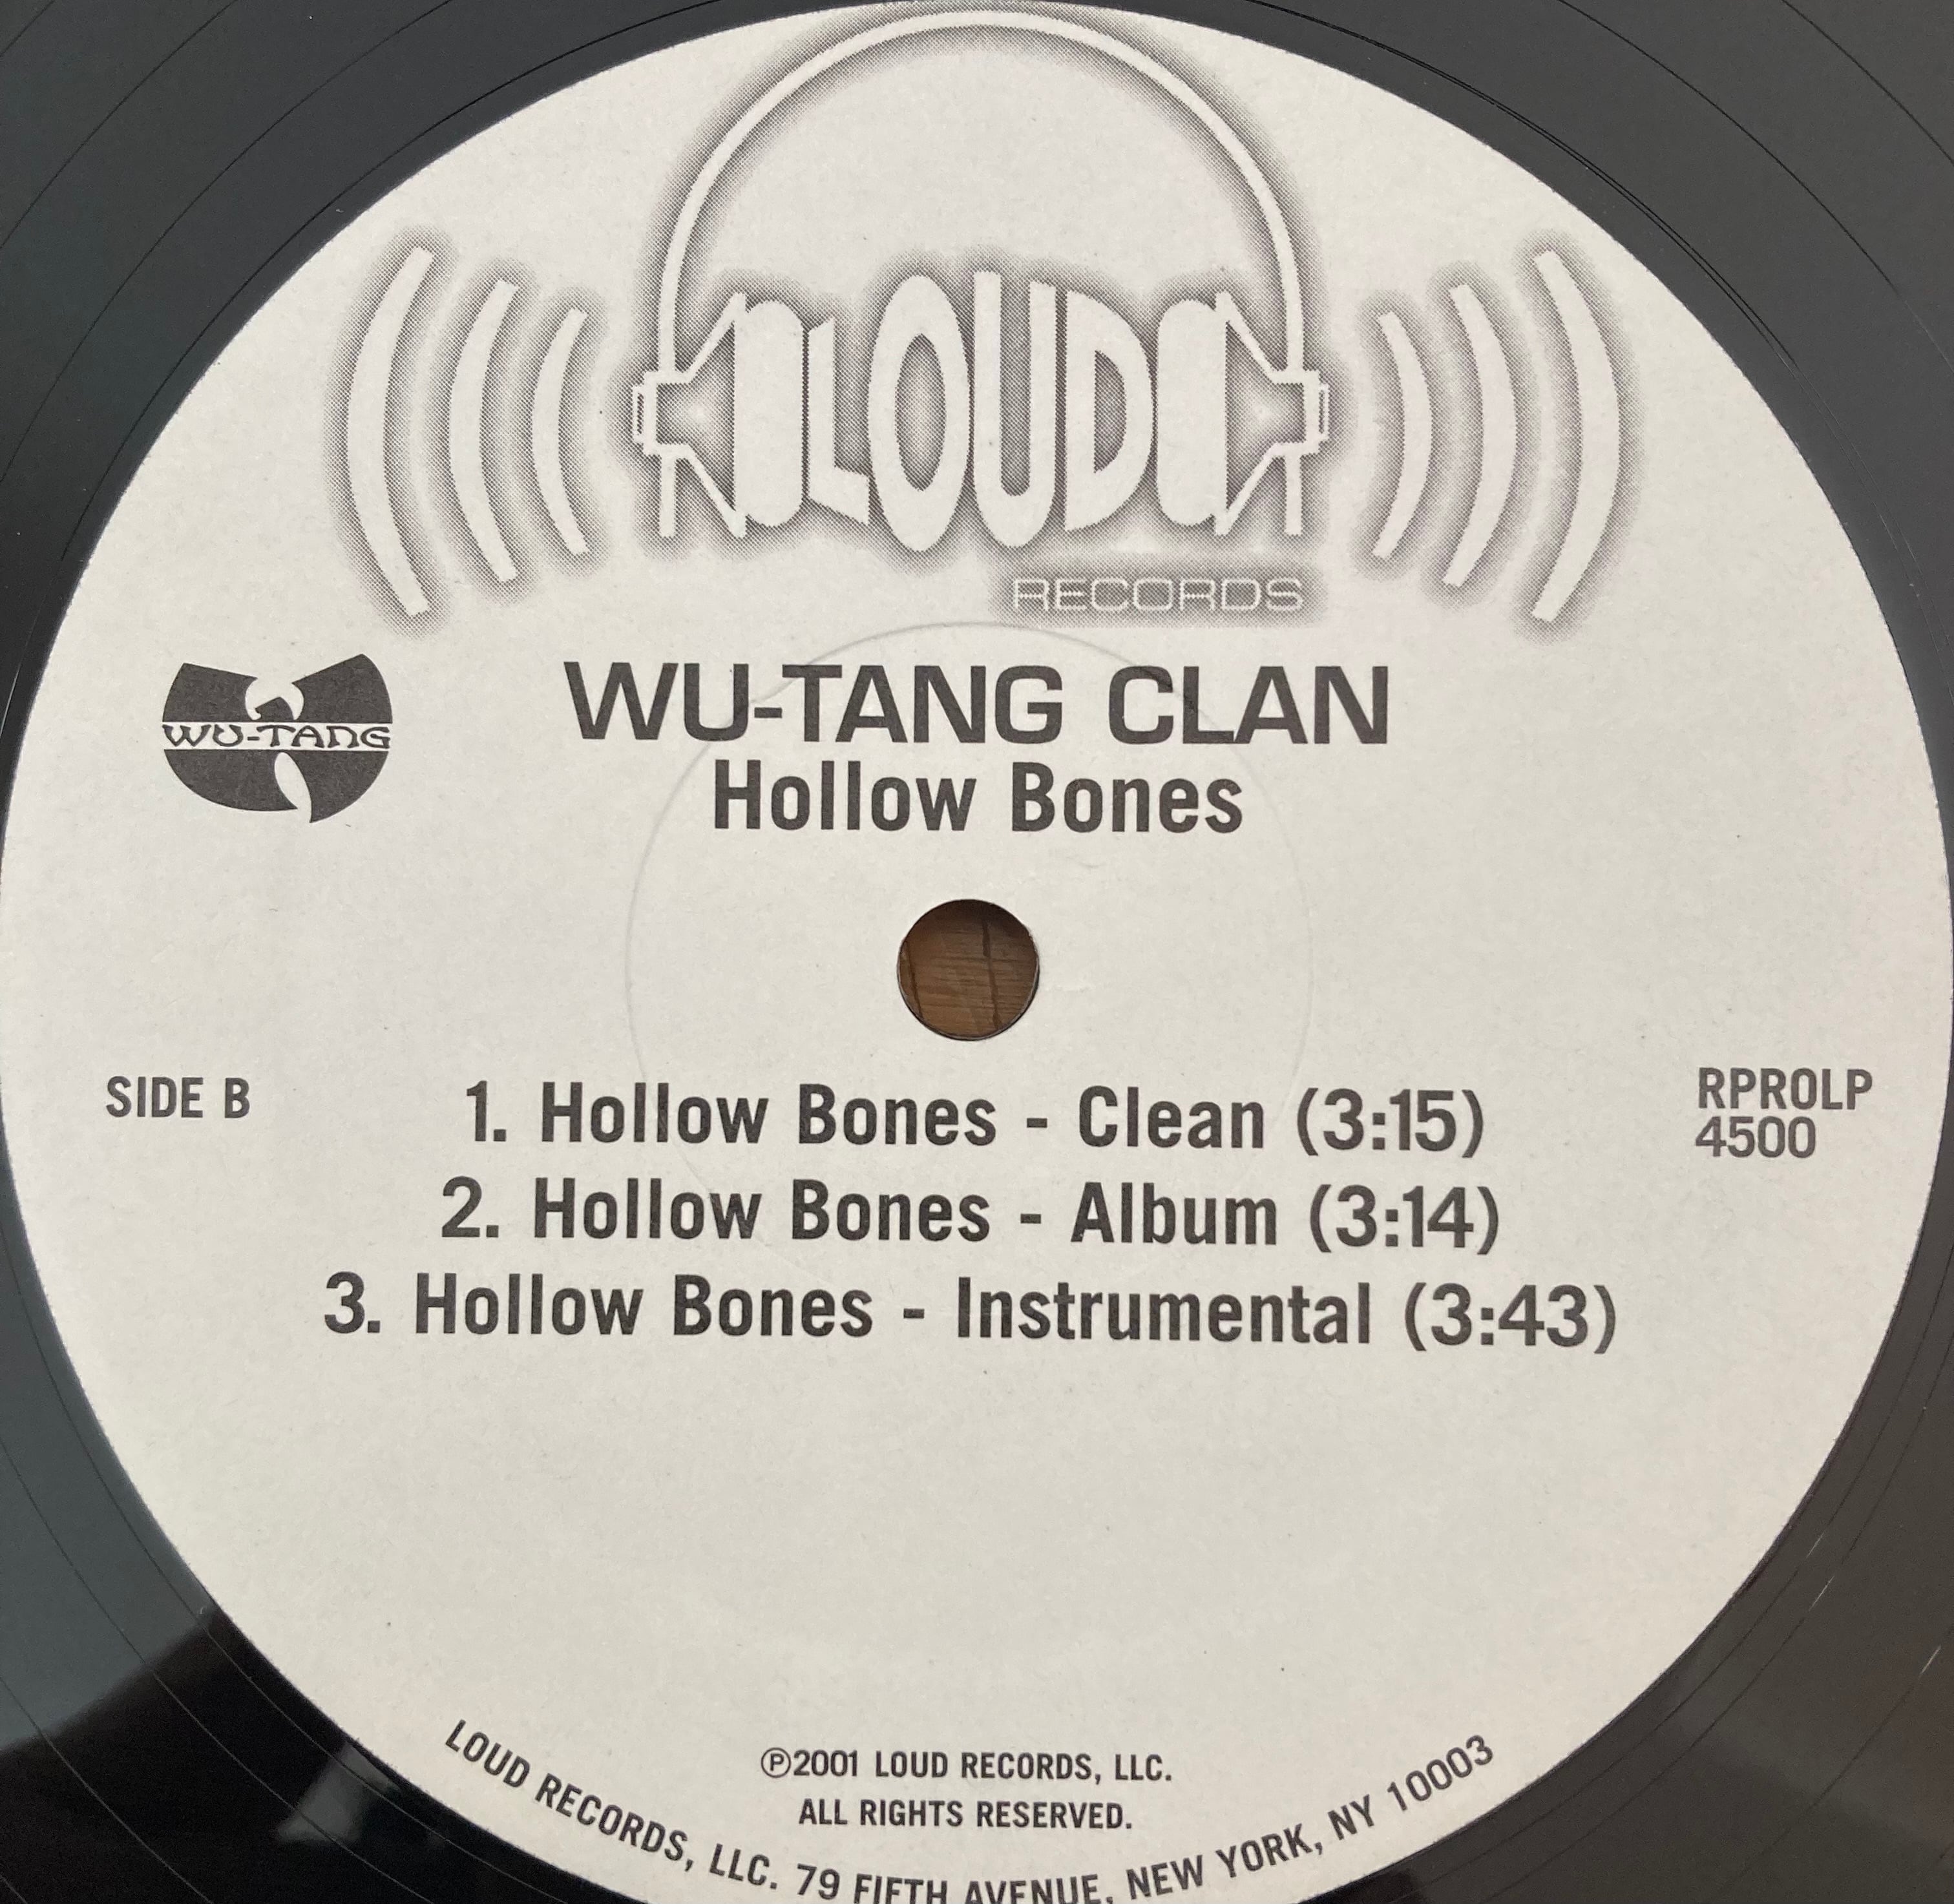 LOUD
RECORDS
WU-TANG
WU-TANG CLAN
Hollow Bones
SIDE B
1. Hollow Bones - Clean (3:15)
2. Hollow Bones - Album (3:14)
3. Hollow Bones - Instrumental (3:43)
RPROLP
4500
℗2001 LOUD RECORDS, LLC.
ALL RIGHTS RESERVED.
LOUD RECORDS, LLC. 79 FIFTH AVENUE, NEW YORK, NY 10003